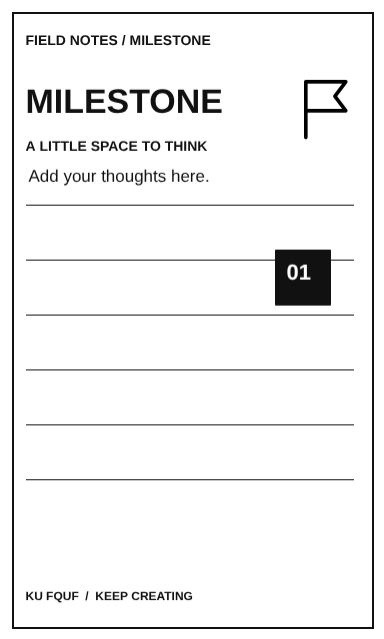 FIELD NOTES / MILESTONE
MILESTONE
A LITTLE SPACE TO THINK
Add your thoughts here.
01
KU FQUF / KEEP CREATING